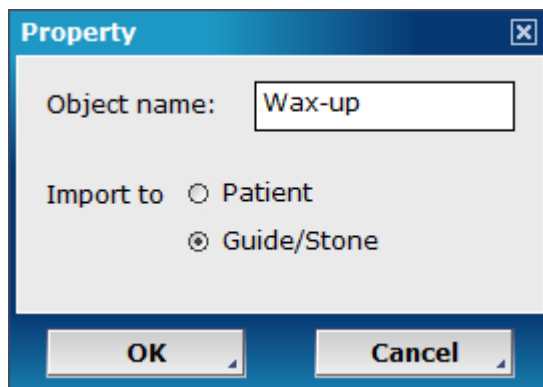 Property
Object name: Wax-up
Import to Patient
Guide/Stone
OK Cancel